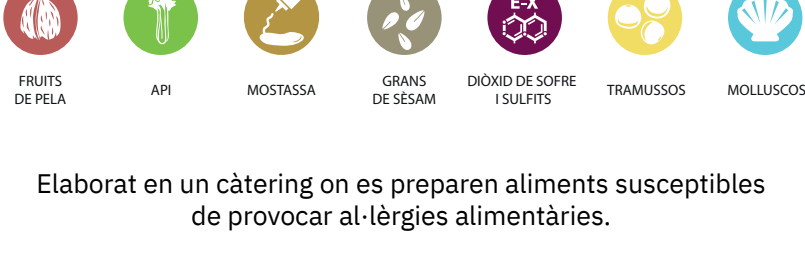 E-X
FRUITS
DE PELA
API
MOSTASSA
GRANS
DE SÈSAM
DIÒXID DE SOFRE
I SULFITS
TRAMUSSOS
MOLLUSCOS
Elaborat en un càtering on es preparen aliments susceptibles
de provocar al·lèrgies alimentàries.